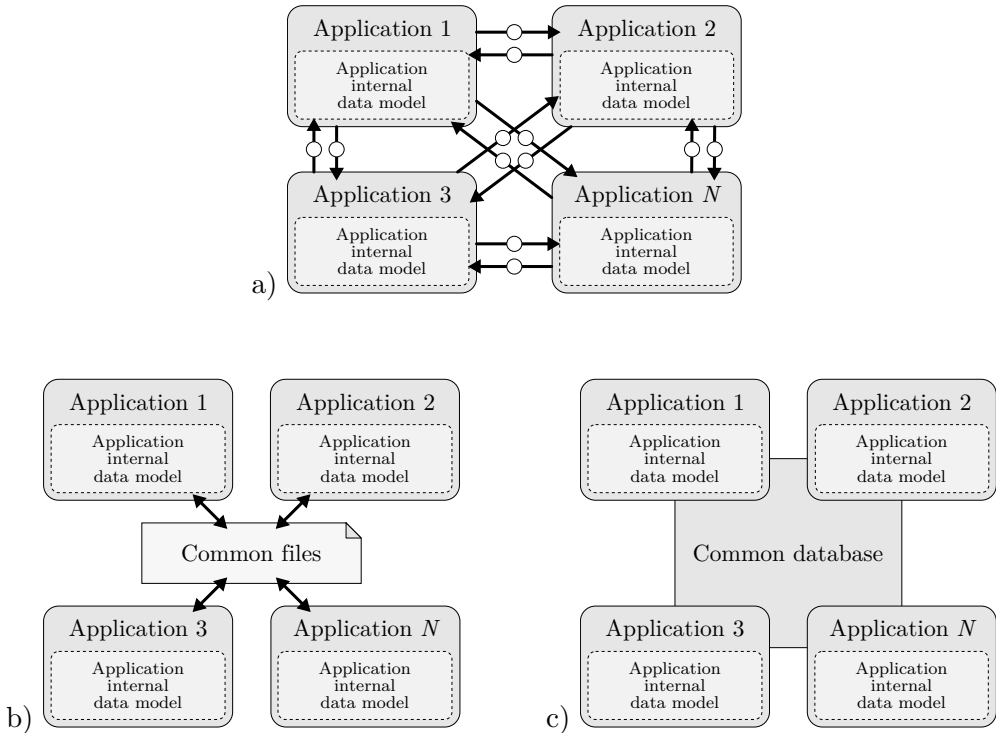 Application 1
Application
internal
data model
Application 2
Application
internal
data model
Application 3
Application
internal
data model
Application N
Application
internal
data model
a)
Application 1
Application
internal
data model
Application 2
Application
internal
data model
Common files
Application 3
Application
internal
data model
Application N
Application
internal
data model
b)
Application 1
Application
internal
data model
Application 2
Application
internal
data model
Common database
Application 3
Application
internal
data model
Application N
Application
internal
data model
c)